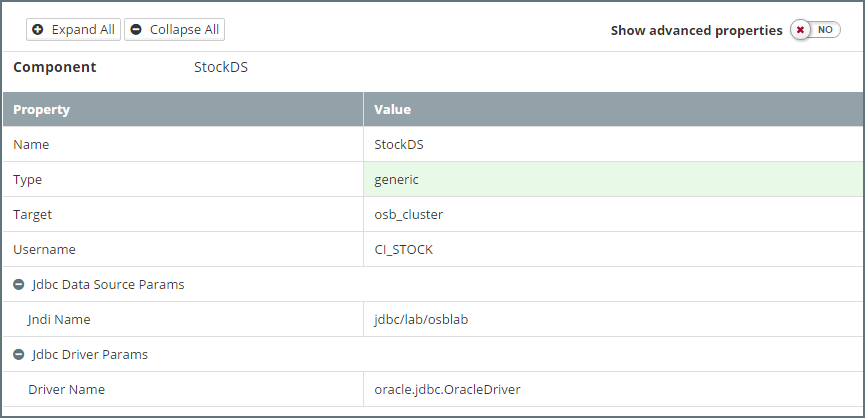 Expand All Collapse All Show advanced properties NO
Component StockDS
Property Value
Name StockDS
Type generic
Target osb_cluster
Username CI_STOCK
Jdbc Data Source Params
Jndi Name jdbc/lab/osblab
Jdbc Driver Params
Driver Name oracle.jdbc.OracleDriver